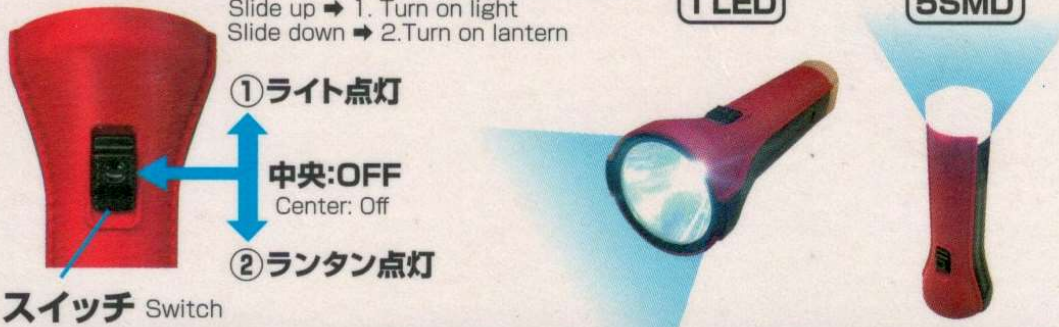 Slide up ➡ 1. Turn on light
Slide down ➡ 2.Turn on lantern
1 LED
5SMD
①ライト点灯
中央:OFF
Center: Off
②ランタン点灯
スイッチ Switch